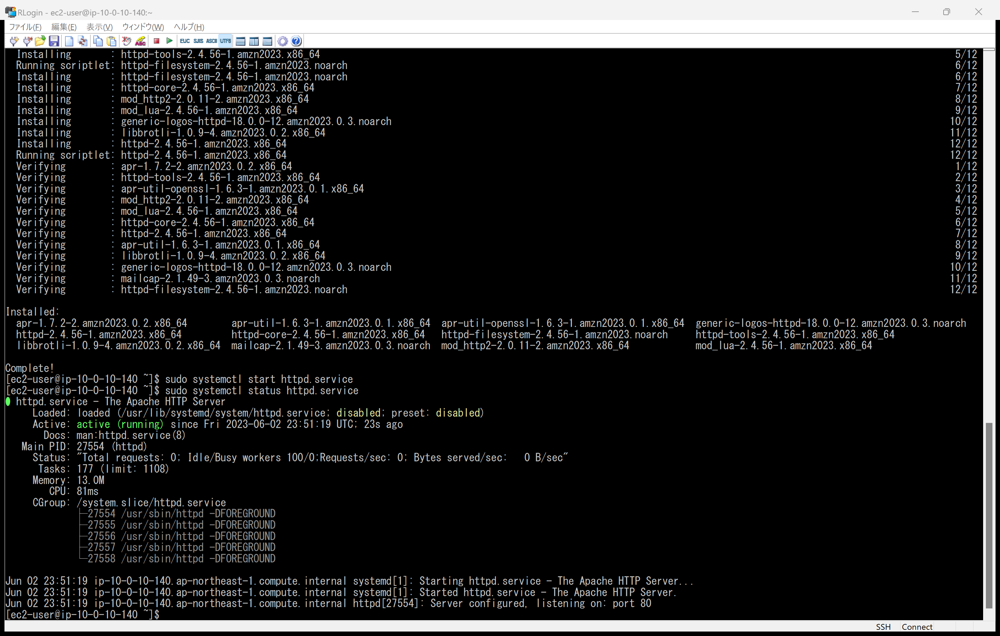 RLogin - ec2-user@ip-10-0-10-140:~
ファイル(F) 編集(E) 表示(V) ウィンドウ(W) ヘルプ(H)
EUC SJIS ASCII UTF8
Installing : httpd-tools-2.4.56-1.amzn2023.x86_64 5/12
Running scriptlet: httpd-filesystem-2.4.56-1.amzn2023.noarch 6/12
Installing : httpd-filesystem-2.4.56-1.amzn2023.noarch 6/12
Installing : httpd-core-2.4.56-1.amzn2023.x86_64 7/12
Installing : mod_http2-2.0.11-2.amzn2023.x86_64 8/12
Installing : mod_lua-2.4.56-1.amzn2023.x86_64 9/12
Installing : generic-logos-httpd-18.0.0-12.amzn2023.0.3.noarch 10/12
Installing : libbrotli-1.0.9-4.amzn2023.0.2.x86_64 11/12
Installing : httpd-2.4.56-1.amzn2023.x86_64 12/12
Running scriptlet: httpd-2.4.56-1.amzn2023.x86_64 12/12
Verifying : apr-1.7.2-2.amzn2023.0.2.x86_64 1/12
Verifying : httpd-tools-2.4.56-1.amzn2023.x86_64 2/12
Verifying : apr-util-openssl-1.6.3-1.amzn2023.0.1.x86_64 3/12
Verifying : mod_http2-2.0.11-2.amzn2023.x86_64 4/12
Verifying : mod_lua-2.4.56-1.amzn2023.x86_64 5/12
Verifying : httpd-core-2.4.56-1.amzn2023.x86_64 6/12
Verifying : httpd-2.4.56-1.amzn2023.x86_64 7/12
Verifying : apr-util-1.6.3-1.amzn2023.0.1.x86_64 8/12
Verifying : libbrotli-1.0.9-4.amzn2023.0.2.x86_64 9/12
Verifying : generic-logos-httpd-18.0.0-12.amzn2023.0.3.noarch 10/12
Verifying : mailcap-2.1.49-3.amzn2023.0.3.noarch 11/12
Verifying : httpd-filesystem-2.4.56-1.amzn2023.noarch 12/12
Installed:
apr-1.7.2-2.amzn2023.0.2.x86_64 apr-util-1.6.3-1.amzn2023.0.1.x86_64 apr-util-openssl-1.6.3-1.amzn2023.0.1.x86_64 generic-logos-httpd-18.0.0-12.amzn2023.0.3.noarch
httpd-2.4.56-1.amzn2023.x86_64 httpd-core-2.4.56-1.amzn2023.x86_64 httpd-filesystem-2.4.56-1.amzn2023.noarch httpd-tools-2.4.56-1.amzn2023.x86_64
libbrotli-1.0.9-4.amzn2023.0.2.x86_64 mailcap-2.1.49-3.amzn2023.0.3.noarch mod_http2-2.0.11-2.amzn2023.x86_64 mod_lua-2.4.56-1.amzn2023.x86_64
Complete!
[ec2-user@ip-10-0-10-140 ~]$ sudo systemctl start httpd.service
[ec2-user@ip-10-0-10-140 ~]$ sudo systemctl status httpd.service
● httpd.service - The Apache HTTP Server
Loaded: loaded (/usr/lib/systemd/system/httpd.service; disabled; preset: disabled)
Active: active (running) since Fri 2023-06-02 23:51:19 UTC; 23s ago
Docs: man:httpd.service(8)
Main PID: 27554 (httpd)
Status: "Total requests: 0; Idle/Busy workers 100/0;Requests/sec: 0; Bytes served/sec: 0 B/sec"
Tasks: 177 (limit: 1108)
Memory: 13.0M
CPU: 81ms
CGroup: /system.slice/httpd.service
├─27554 /usr/sbin/httpd -DFOREGROUND
├─27555 /usr/sbin/httpd -DFOREGROUND
├─27556 /usr/sbin/httpd -DFOREGROUND
├─27557 /usr/sbin/httpd -DFOREGROUND
└─27558 /usr/sbin/httpd -DFOREGROUND
Jun 02 23:51:19 ip-10-0-10-140.ap-northeast-1.compute.internal systemd[1]: Starting httpd.service - The Apache HTTP Server...
Jun 02 23:51:19 ip-10-0-10-140.ap-northeast-1.compute.internal systemd[1]: Started httpd.service - The Apache HTTP Server.
Jun 02 23:51:19 ip-10-0-10-140.ap-northeast-1.compute.internal httpd[27554]: Server configured, listening on: port 80
[ec2-user@ip-10-0-10-140 ~]$
SSH Connect